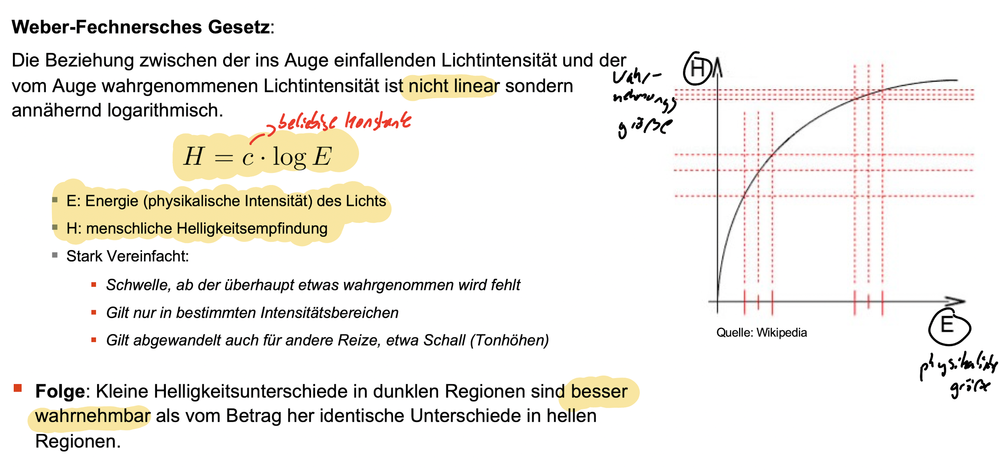 Weber-Fechnersches Gesetz:
Die Beziehung zwischen der ins Auge einfallenden Lichtintensität und der
vom Auge wahrgenommenen Lichtintensität ist nicht linear sondern
annähernd logarithmisch.
beliebige Konstante
H = c · log E
E: Energie (physikalische Intensität) des Lichts
H: menschliche Helligkeitsempfindung
Stark Vereinfacht:
Schwelle, ab der überhaupt etwas wahrgenommen wird fehlt
Gilt nur in bestimmten Intensitätsbereichen
Gilt abgewandelt auch für andere Reize, etwa Schall (Tonhöhen)
Folge: Kleine Helligkeitsunterschiede in dunklen Regionen sind besser
wahrnehmbar als vom Betrag her identische Unterschiede in hellen
Regionen.
H
Wahr-
nehmungs
größe
E
Quelle: Wikipedia
physikalische
größe